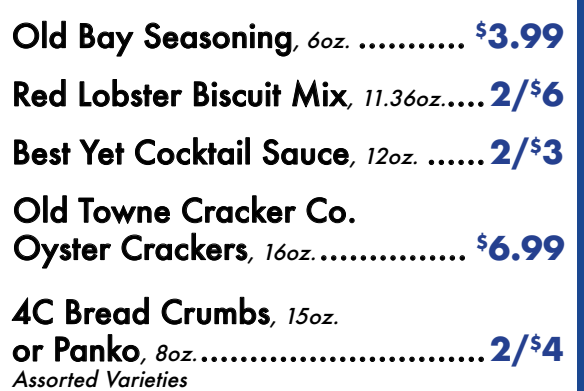 Old Bay Seasoning, 6oz. ........... $3.99
Red Lobster Biscuit Mix, 11.36oz..... 2/$6
Best Yet Cocktail Sauce, 12oz. ...... 2/$3
Old Towne Cracker Co.
Oyster Crackers, 16oz. ............... $6.99
4C Bread Crumbs, 15oz.
or Panko, 8oz. ............................. 2/$4
Assorted Varieties